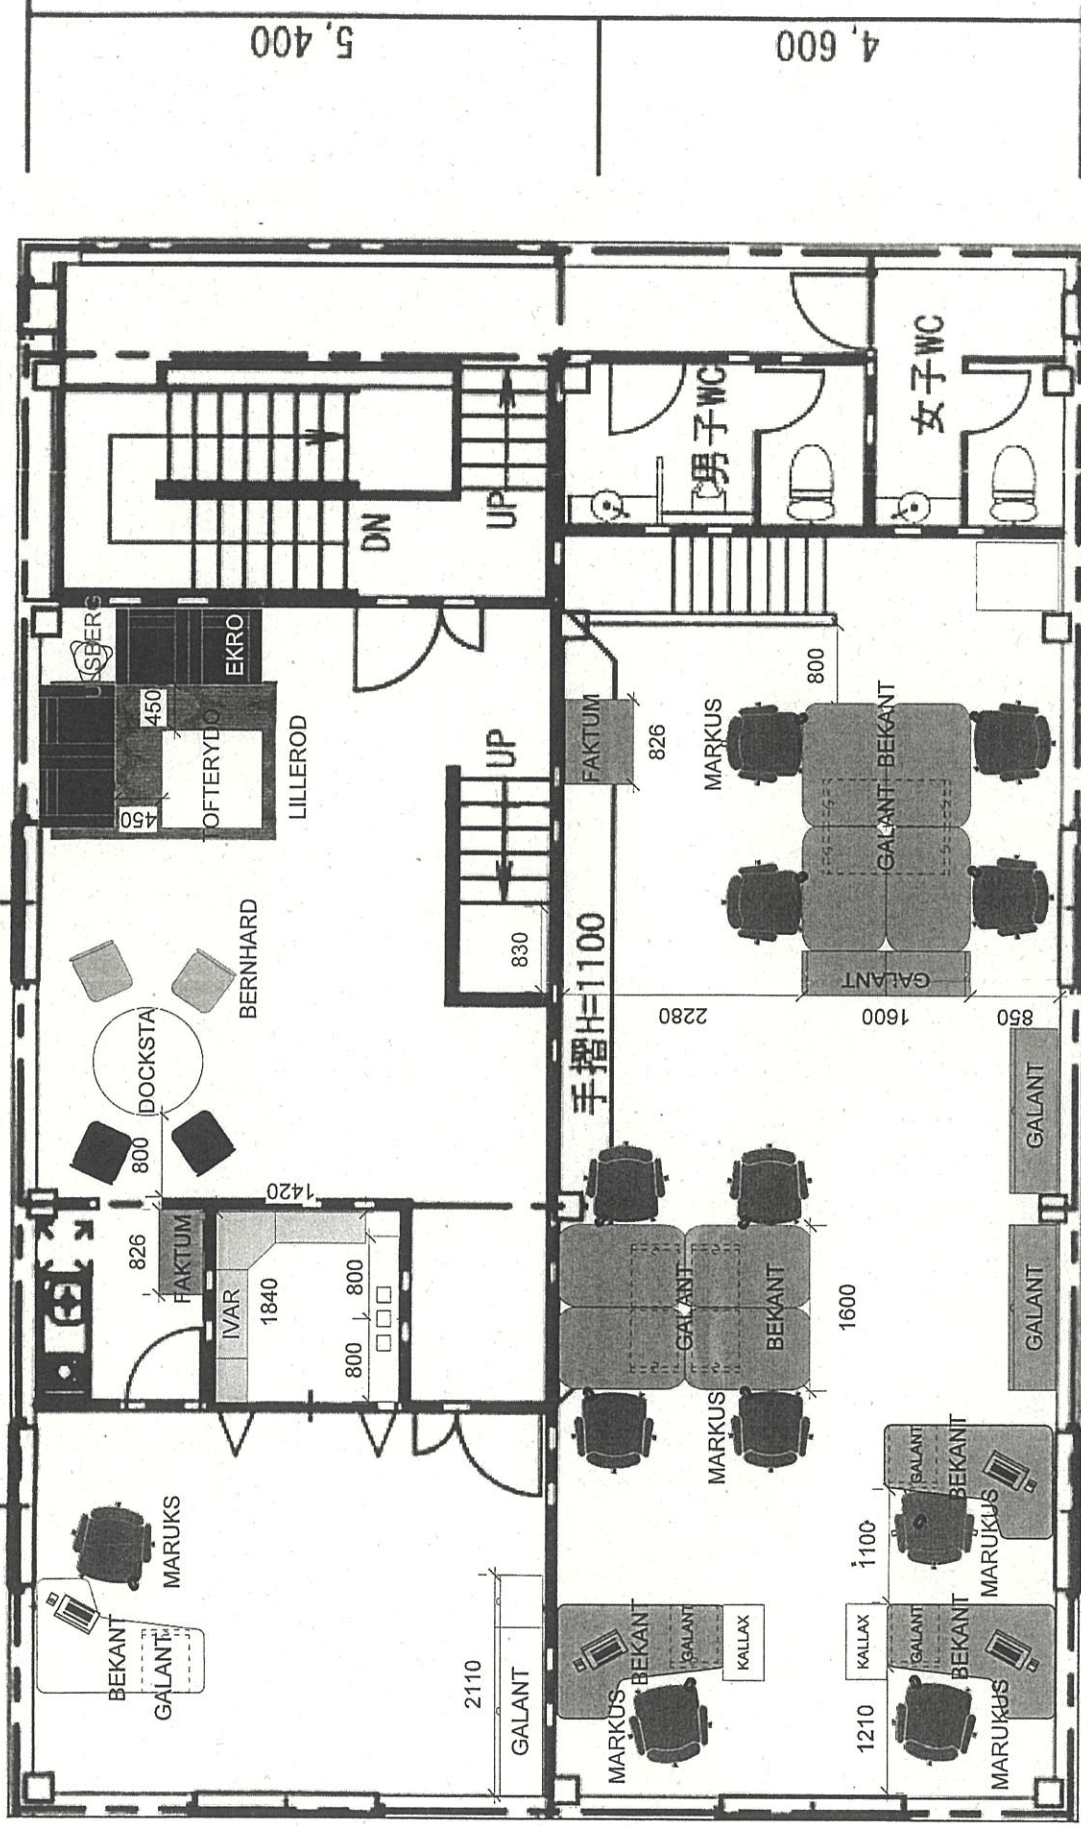 5,400
4,600
EKRO
450
450
TOFTERYDO
LILLEROD
DN
UP
男子WC
女子WC
BERNHARD
DOCKSTA
800
UP
830
FAKTUM
826
MARKUS
800
GALANT
BEKANT
GALANT
手摺H=1100
2280
1600
850
GALANT
826
FAKTUM
1420
IVAR
1840
800
800
GALANT
BEKANT
1600
MARKUS
GALANT
MARUKS
BEKANT
GALANT
2110
GALANT
GALANT
BEKANT
MARUKUS
1100
BEKANT
GALANT
KALLAX
MARKUS
KALLAX
GALANT
BEKANT
MARUKUS
1210